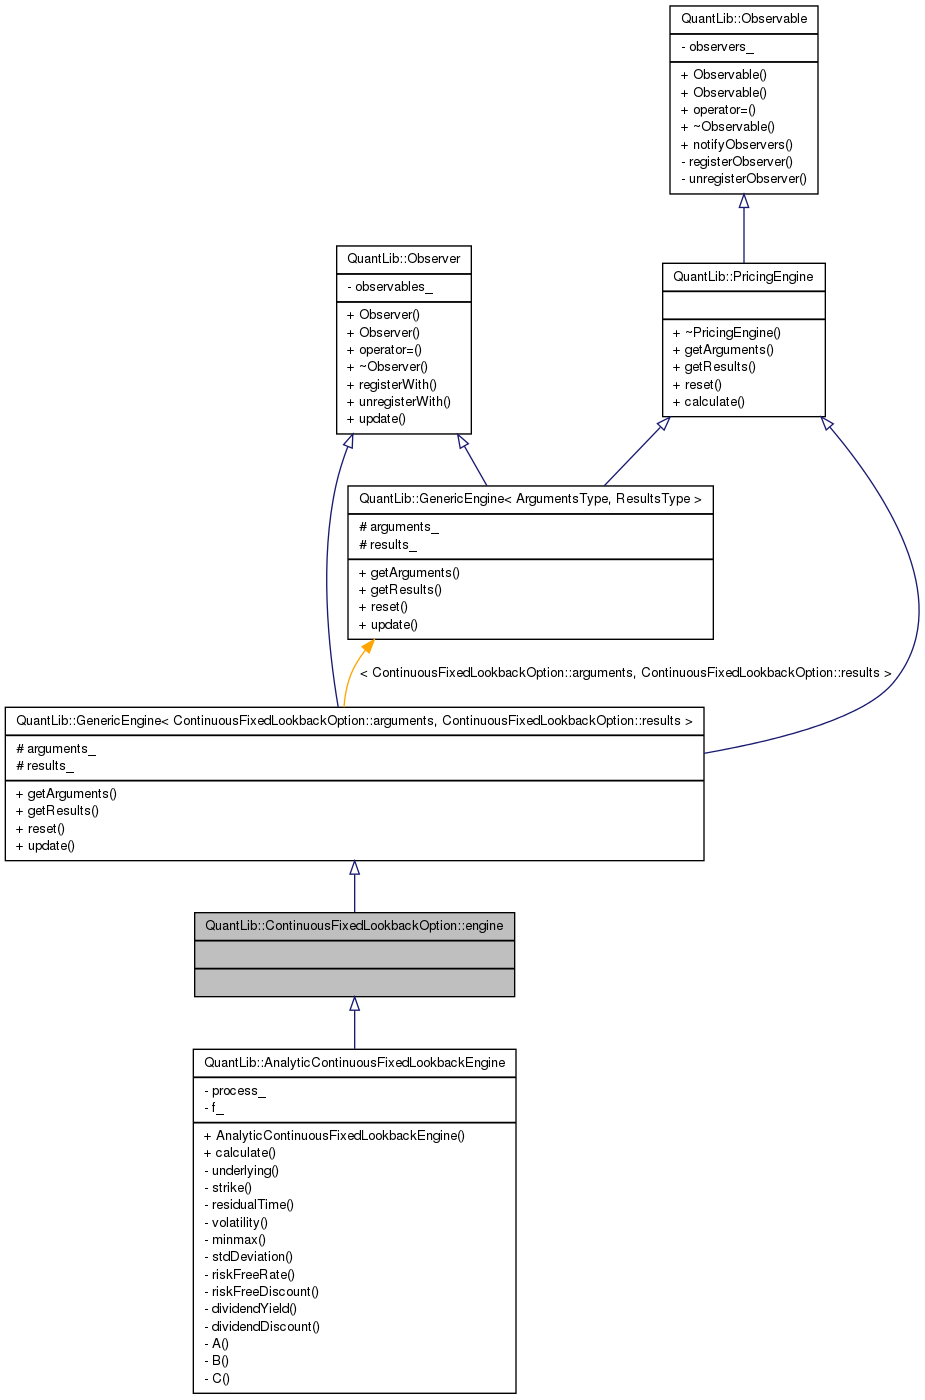 QuantLib::Observable
- observers_
+ Observable()
+ Observable()
+ operator=()
+ ~Observable()
+ notifyObservers()
- registerObserver()
- unregisterObserver()
QuantLib::Observer
- observables_
+ Observer()
+ Observer()
+ operator=()
+ ~Observer()
+ registerWith()
+ unregisterWith()
+ update()
QuantLib::PricingEngine
+ ~PricingEngine()
+ getArguments()
+ getResults()
+ reset()
+ calculate()
QuantLib::GenericEngine< ArgumentsType, ResultsType >
# arguments_
# results_
+ getArguments()
+ getResults()
+ reset()
+ update()
< ContinuousFixedLookbackOption::arguments, ContinuousFixedLookbackOption::results >
QuantLib::GenericEngine< ContinuousFixedLookbackOption::arguments, ContinuousFixedLookbackOption::results >
# arguments_
# results_
+ getArguments()
+ getResults()
+ reset()
+ update()
QuantLib::ContinuousFixedLookbackOption::engine
QuantLib::AnalyticContinuousFixedLookbackEngine
- process_
- f_
+ AnalyticContinuousFixedLookbackEngine()
+ calculate()
- underlying()
- strike()
- residualTime()
- volatility()
- minmax()
- stdDeviation()
- riskFreeRate()
- riskFreeDiscount()
- dividendYield()
- dividendDiscount()
- A()
- B()
- C()